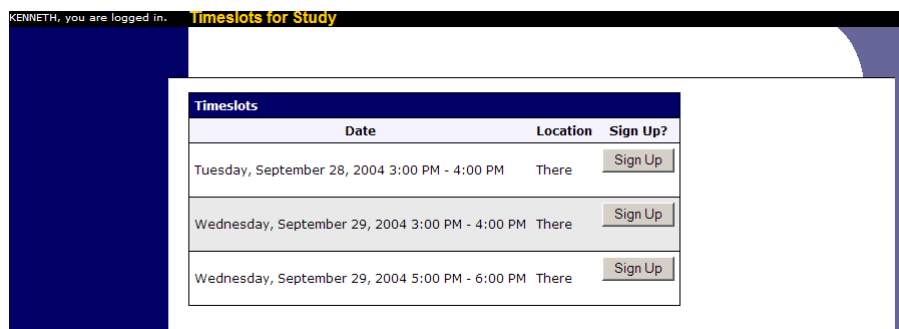 KENNETH, you are logged in. Timeslots for Study
Timeslots
Date Location Sign Up?
Tuesday, September 28, 2004 3:00 PM - 4:00 PM There Sign Up
Wednesday, September 29, 2004 3:00 PM - 4:00 PM There Sign Up
Wednesday, September 29, 2004 5:00 PM - 6:00 PM There Sign Up